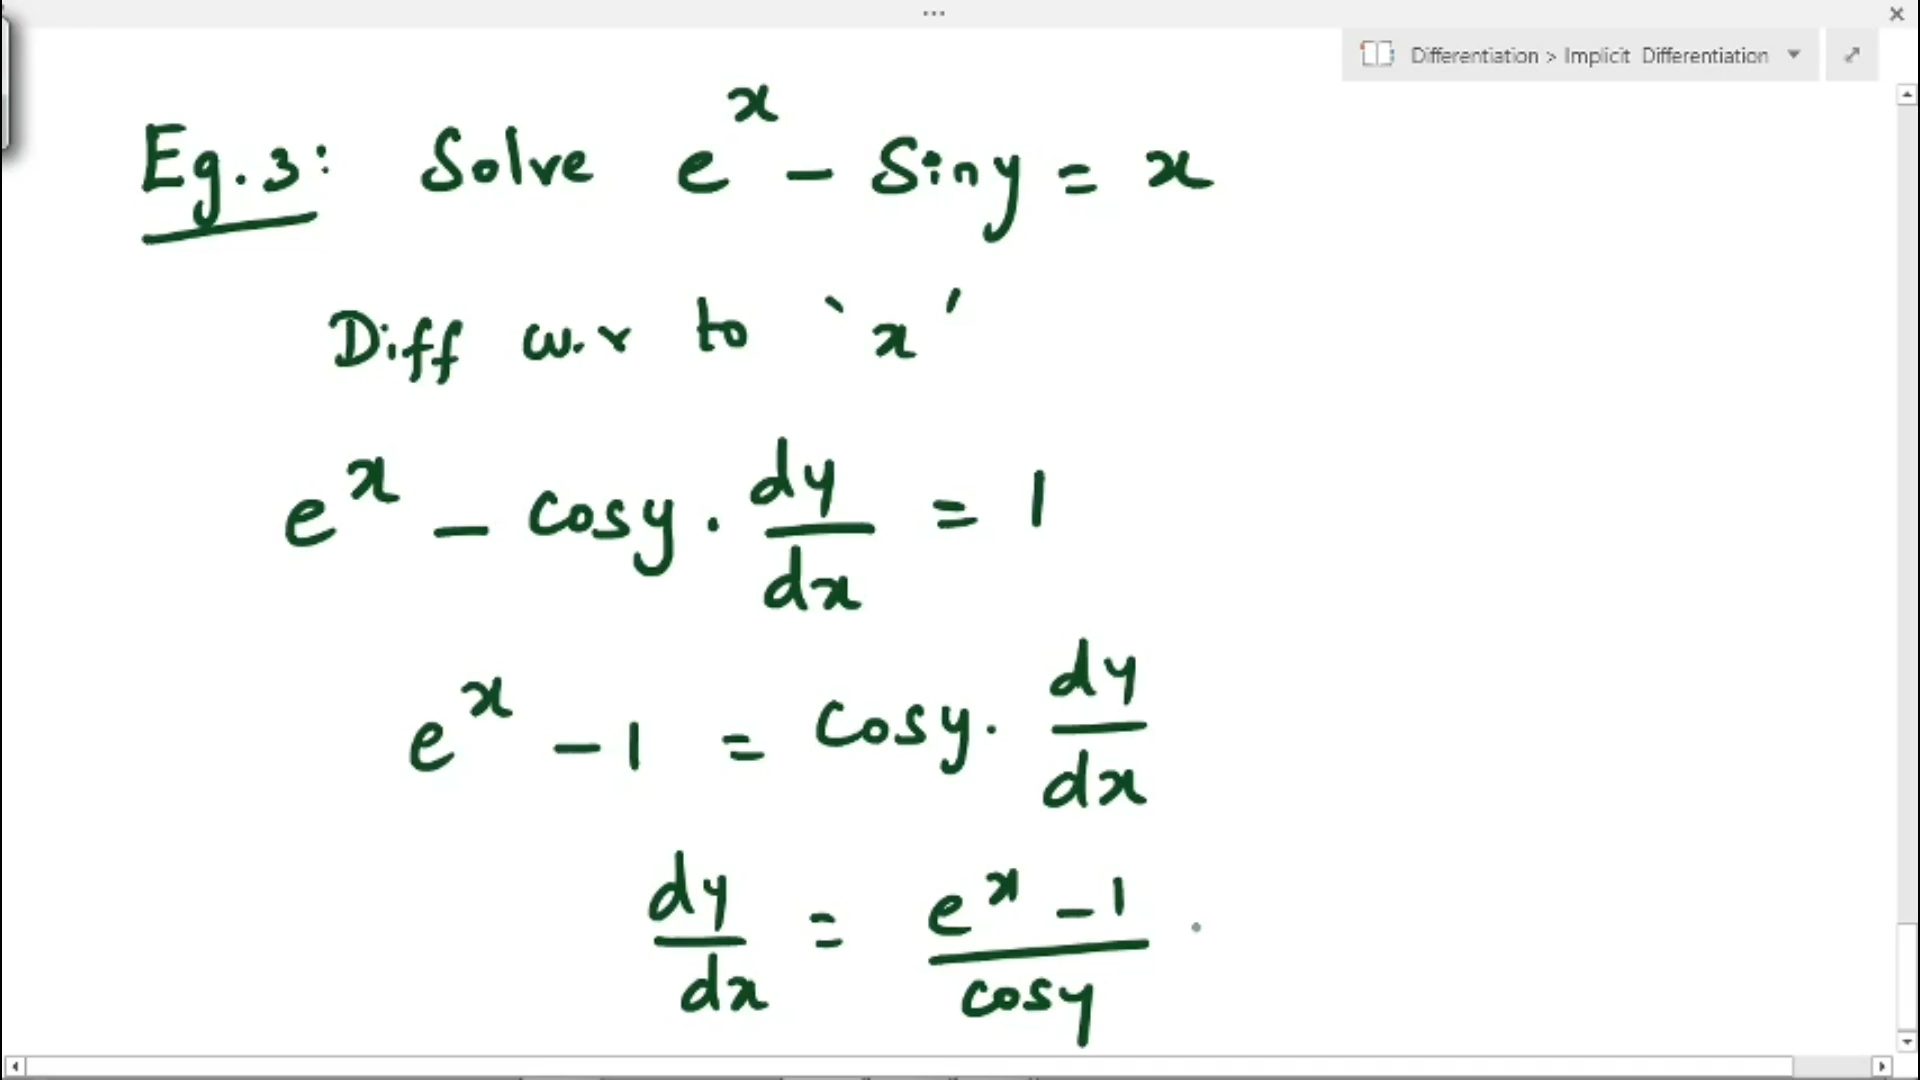 Differentiation > Implicit Differentiation
Eg.3: Solve e^x - Siny = x
Diff w.r to 'x'
e^x - cosy . dy/dx = 1
e^x - 1 = cosy . dy/dx
dy/dx = (e^x - 1)/cosy